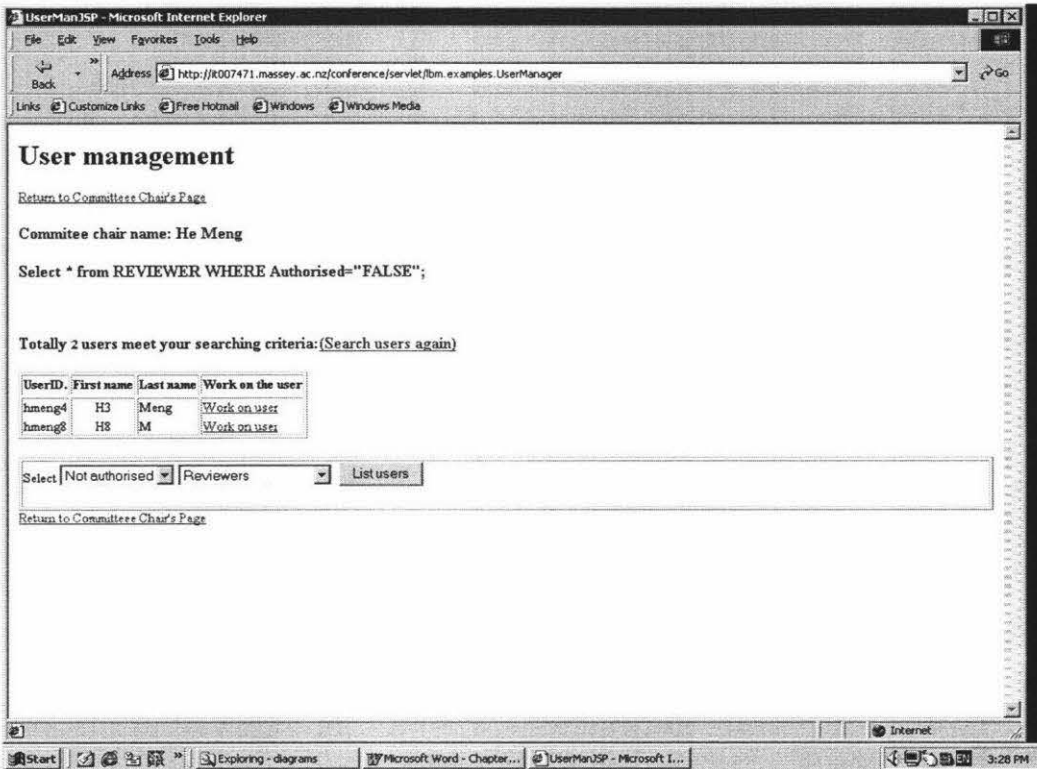 UserManJSP - Microsoft Internet Explorer
File Edit View Favorites Tools Help
Back » Address http://it007471.massey.ac.nz/conference/servlet/lbm.examples.UserManager Go
Links Customize Links Free Hotmail Windows Windows Media
User management
Return to Committeee Chair's Page
Commitee chair name: He Meng
Select * from REVIEWER WHERE Authorised="FALSE";
Totally 2 users meet your searching criteria:(Search users again)
UserID. First name Last name Work on the user
hmeng4 H3 Meng Work on user
hmeng8 H8 M Work on user
Select Not authorised Reviewers List users
Return to Committeee Chair's Page
Internet
Start » Exploring - diagrams Microsoft Word - Chapter... UserManJSP - Microsoft I... 3:28 PM